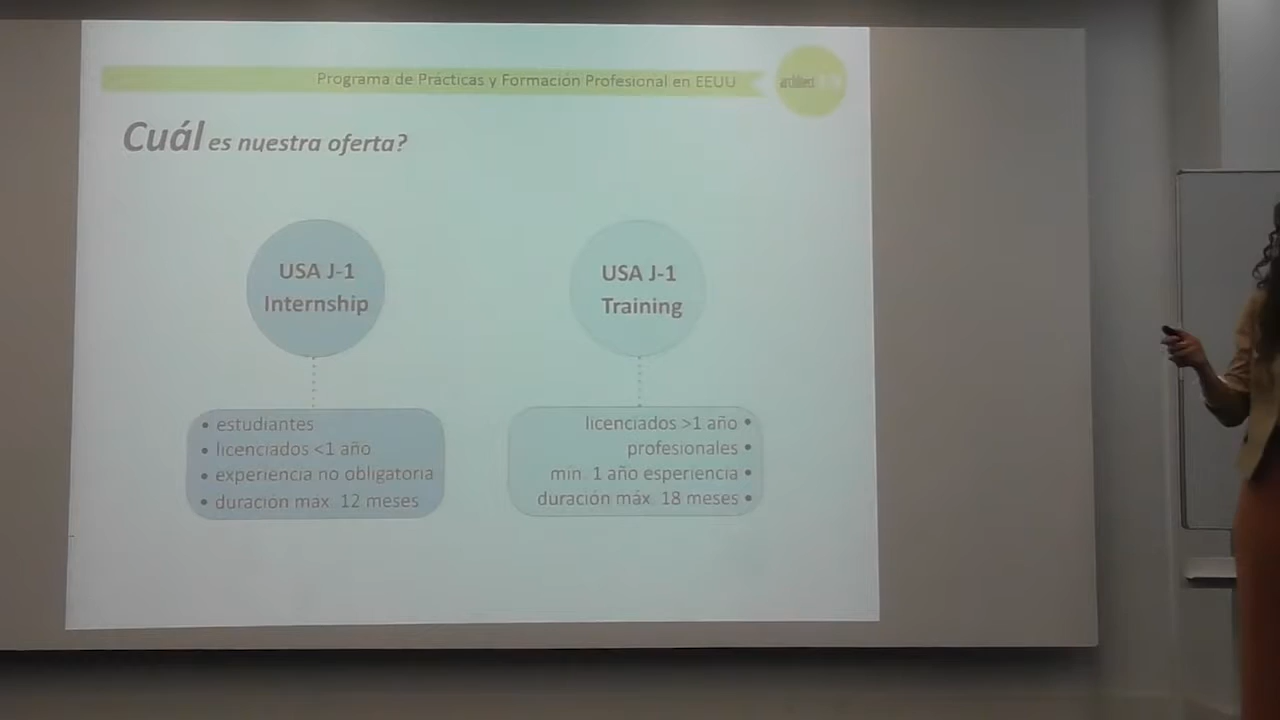 Programa de Prácticas y Formación Profesional en EEUU
Cuál es nuestra oferta?
USA J-1
Internship
• estudiantes
• licenciados <1 año
• experiencia no obligatoria
• duración máx. 12 meses
USA J-1
Training
licenciados >1 año •
profesionales •
min. 1 año esperiencia •
duración máx. 18 meses •